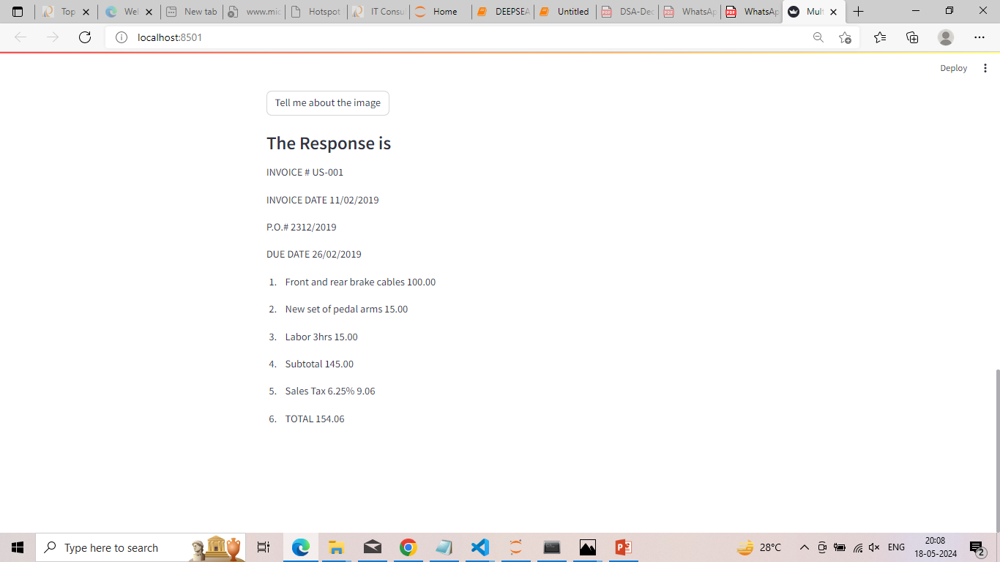 Top
Wel
New tab
www.mic
Hotspot
IT Consu
Home
DEEPSEA
Untitled
DSA-Dec
WhatsAp
WhatsAp
Mult
localhost:8501
Deploy
Tell me about the image
The Response is
INVOICE # US-001
INVOICE DATE 11/02/2019
P.O.# 2312/2019
DUE DATE 26/02/2019
1. Front and rear brake cables 100.00
2. New set of pedal arms 15.00
3. Labor 3hrs 15.00
4. Subtotal 145.00
5. Sales Tax 6.25% 9.06
6. TOTAL 154.06
Type here to search
28°C
ENG
20:08
18-05-2024
2